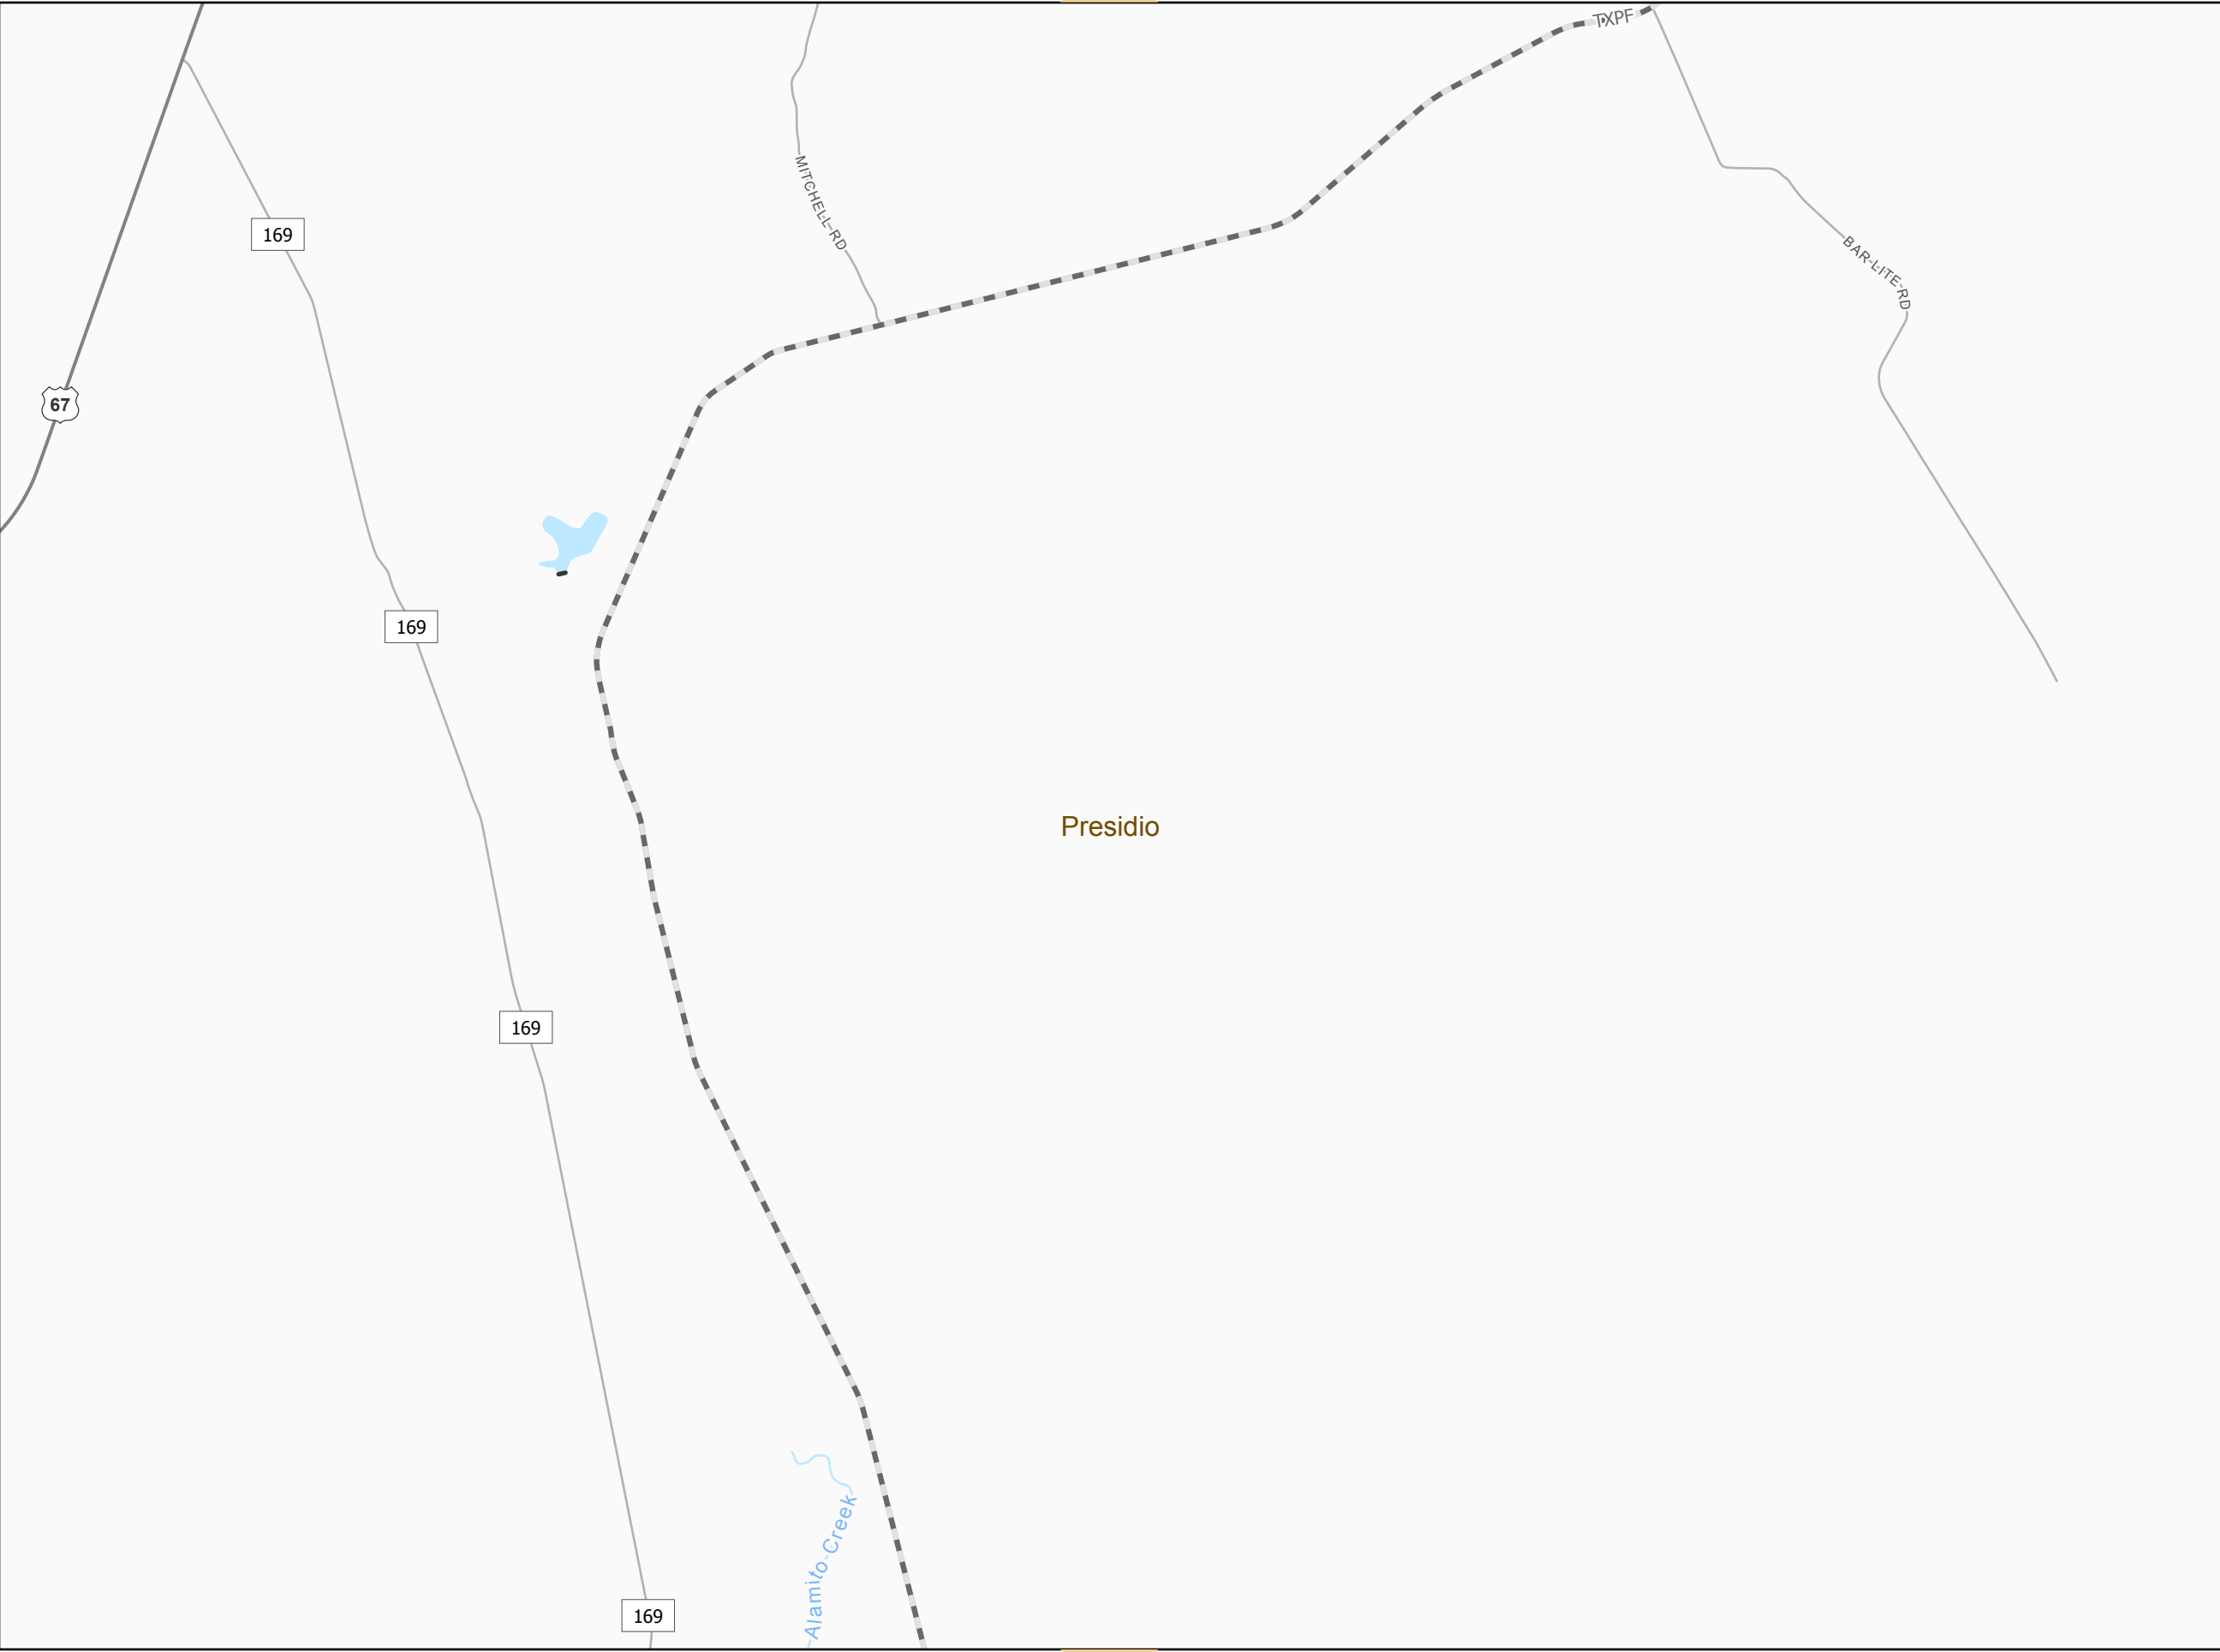 TXPF
MITCHELL RD
169
BAR-LITE-RD
67
169
Presidio
169
Alamito Creek
169